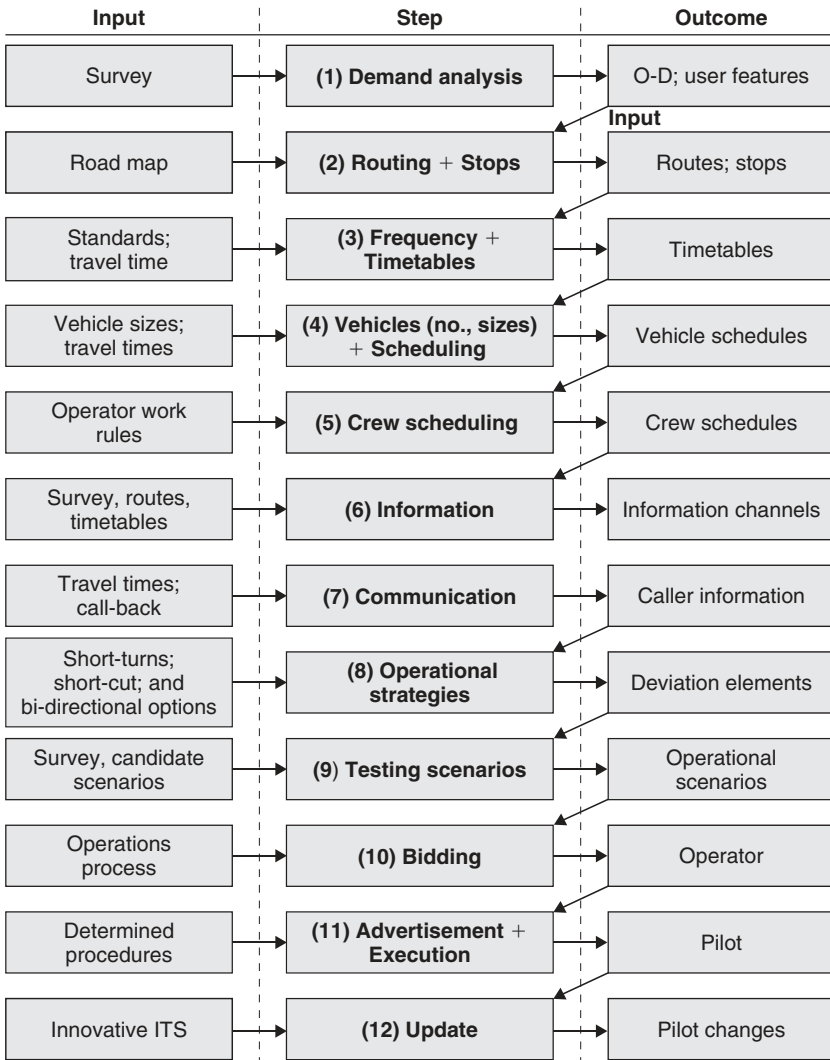 Input
Step
Outcome
Survey
(1) Demand analysis
O-D; user features
Input
Road map
(2) Routing + Stops
Routes; stops
Standards;
travel time
(3) Frequency +
Timetables
Timetables
Vehicle sizes;
travel times
(4) Vehicles (no., sizes)
+ Scheduling
Vehicle schedules
Operator work
rules
(5) Crew scheduling
Crew schedules
Survey, routes,
timetables
(6) Information
Information channels
Travel times;
call-back
(7) Communication
Caller information
Short-turns;
short-cut; and
bi-directional options
(8) Operational
strategies
Deviation elements
Survey, candidate
scenarios
(9) Testing scenarios
Operational
scenarios
Operations
process
(10) Bidding
Operator
Determined
procedures
(11) Advertisement +
Execution
Pilot
Innovative ITS
(12) Update
Pilot changes